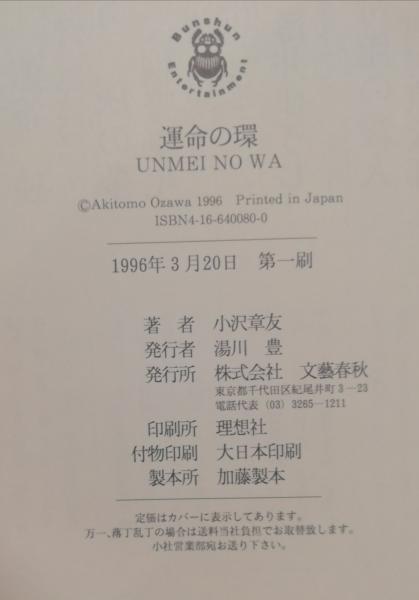 Bunshun
Entertainment
運命の環
UNMEI NO WA
©Akitomo Ozawa 1996 Printed in Japan
ISBN4-16-640080-0
1996年3月20日 第一刷
著者 小沢章友
発行者 湯川 豊
発行所 株式会社 文藝春秋
東京都千代田区紀尾井町3−23
電話代表 (03) 3265-1211
印刷所 理想社
付物印刷 大日本印刷
製本所 加藤製本
定価はカバーに表示してあります。
万一、落丁乱丁の場合は送料当社負担でお取替致します。
小社営業部宛お送り下さい。